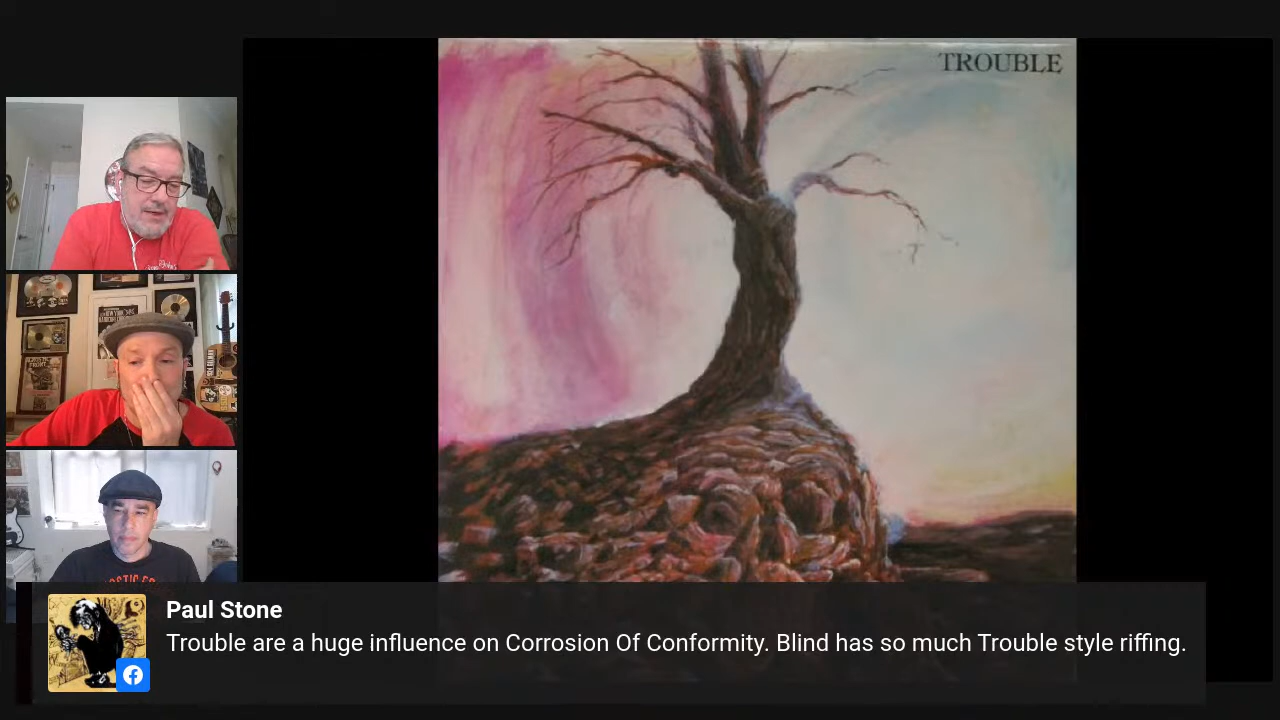 TROUBLE
Paul Stone
Trouble are a huge influence on Corrosion Of Conformity. Blind has so much Trouble style riffing.